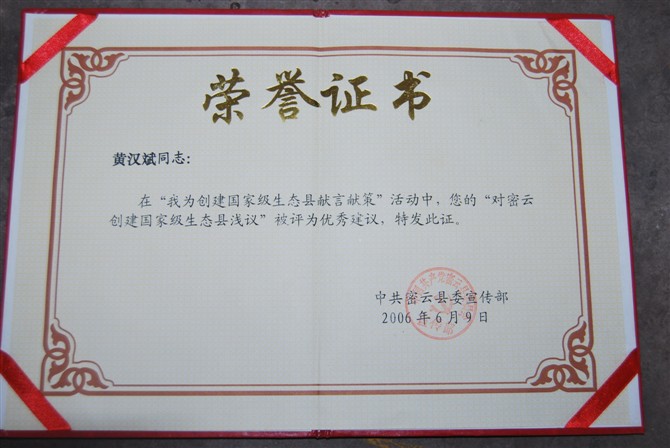 荣誉证书
黄汉斌同志：
在“我为创建国家级生态县献言献策”活动中，您的“对密云
创建国家级生态县浅议”被评为优秀建议，特发此证。
中共密云县委宣传部
2006年6月9日